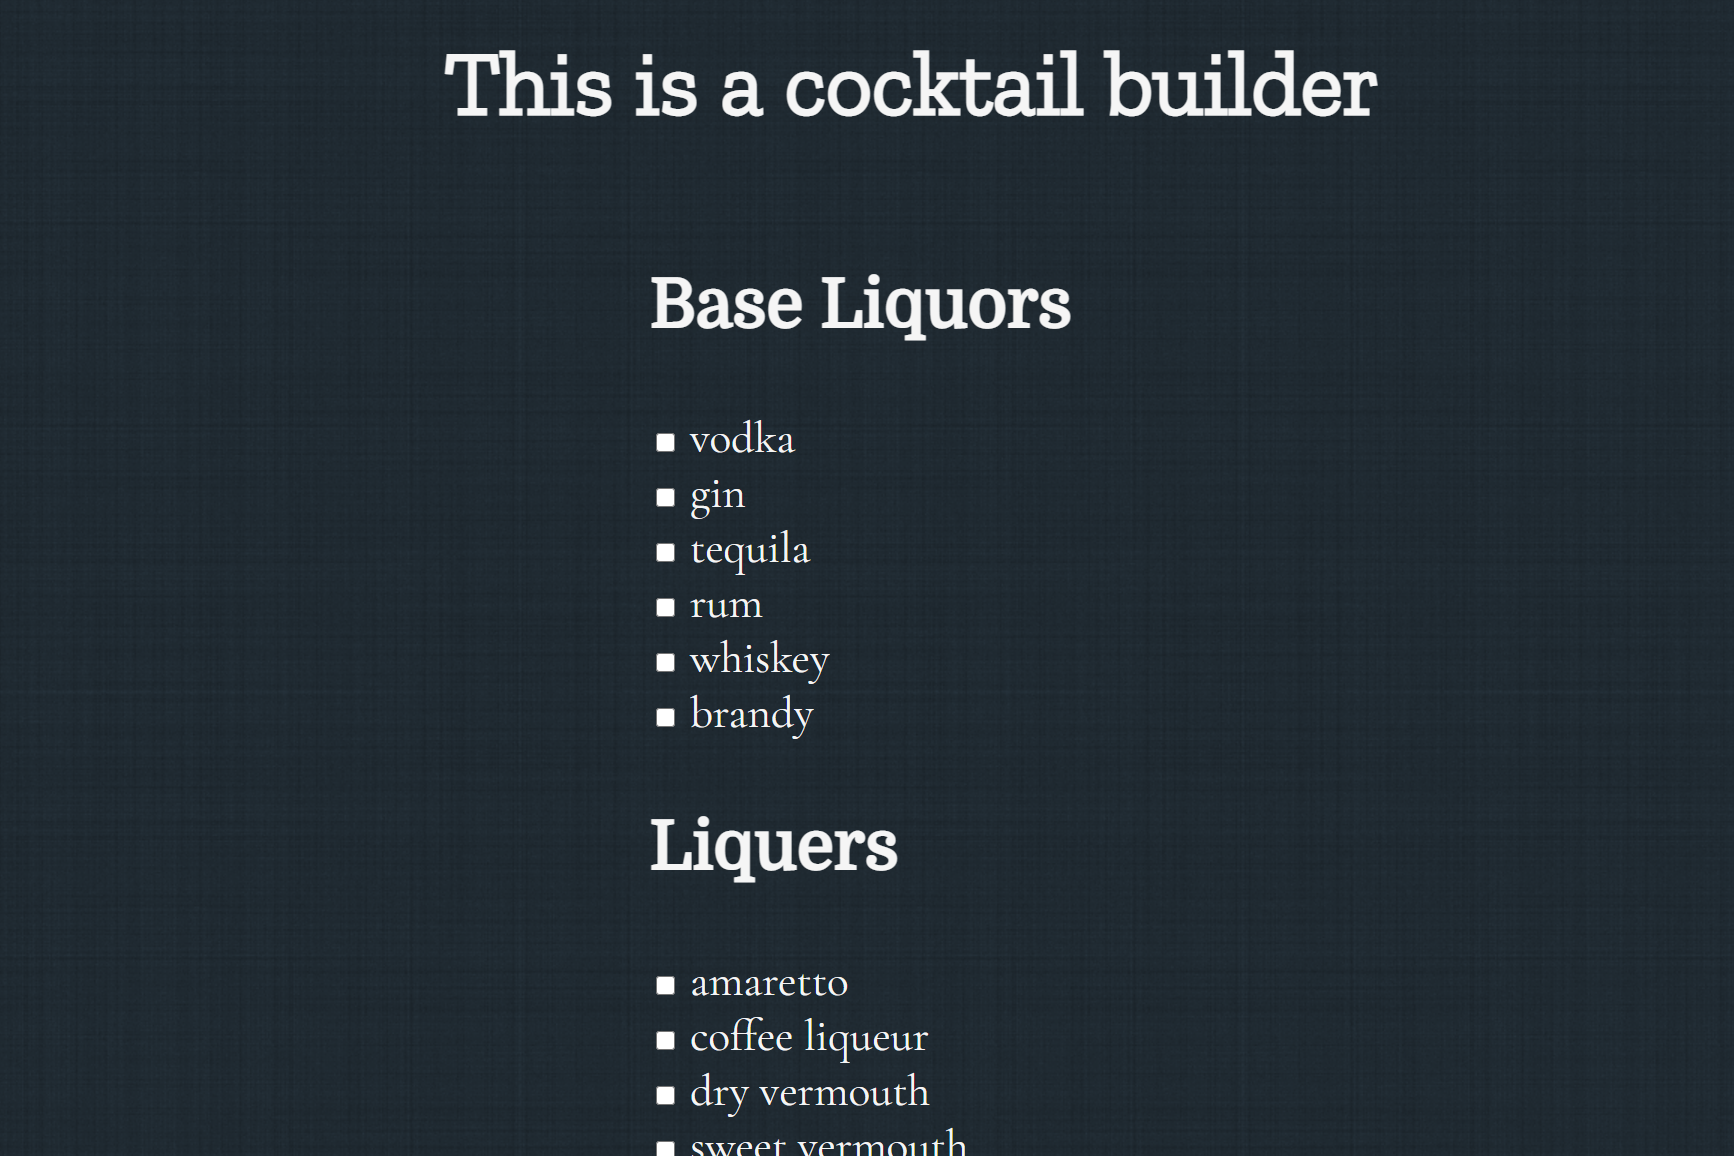 This is a cocktail builder
Base Liquors
vodka
gin
tequila
rum
whiskey
brandy
Liquers
amaretto
coffee liqueur
dry vermouth
sweet vermouth